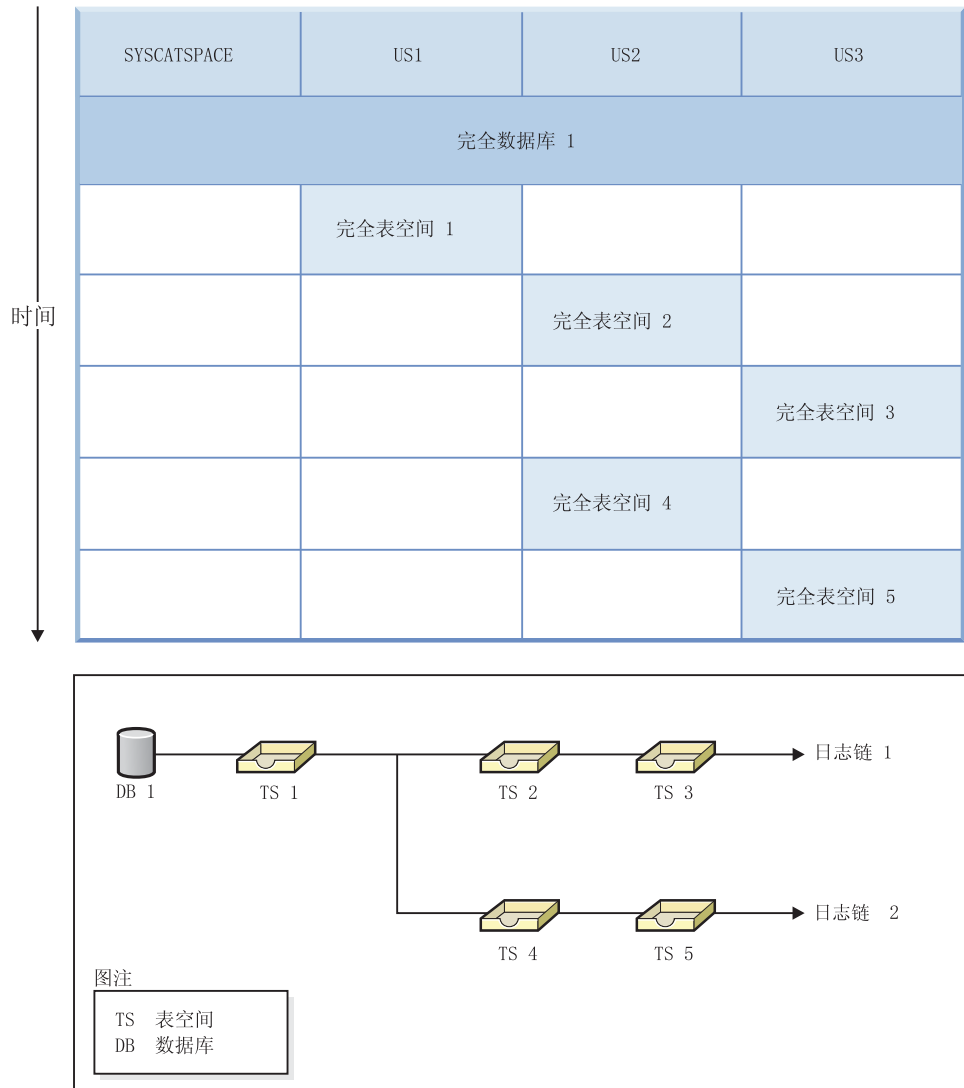 SYSCATSPACE US1 US2 US3
完全数据库 1
完全表空间 1
完全表空间 2
时间
完全表空间 3
完全表空间 4
完全表空间 5
日志链 1
DB 1 TS 1 TS 2 TS 3
日志链 2
TS 4 TS 5
图注
TS 表空间
DB 数据库